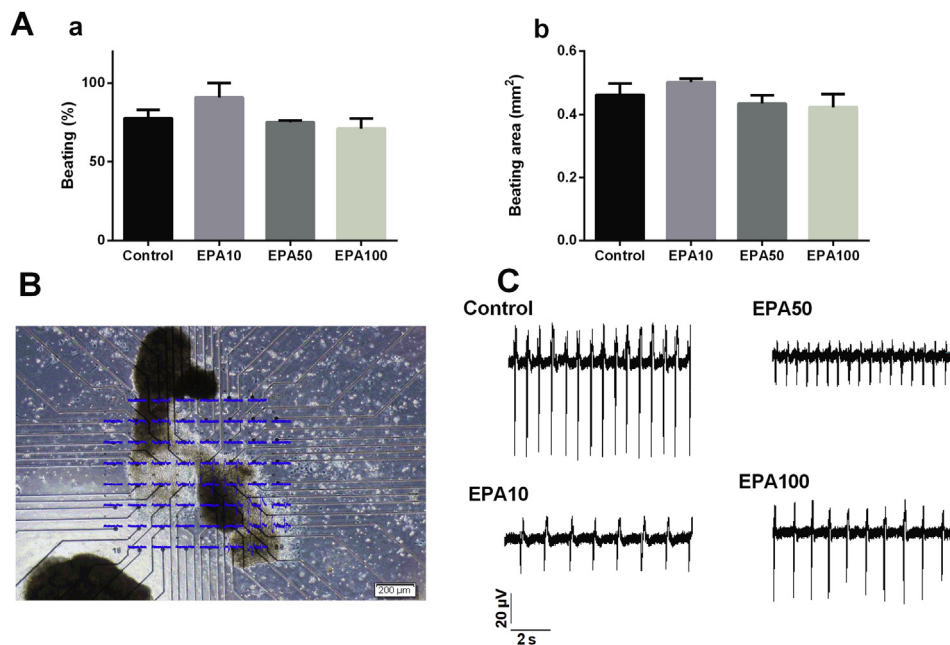 A
a
100
50
0
Beating (%)
Control EPA10 EPA50 EPA100
b
0.6
0.4
0.2
0.0
Beating area (mm²)
Control EPA10 EPA50 EPA100
B
200 µm
C
Control
EPA50
EPA10
EPA100
20 µV
2 s